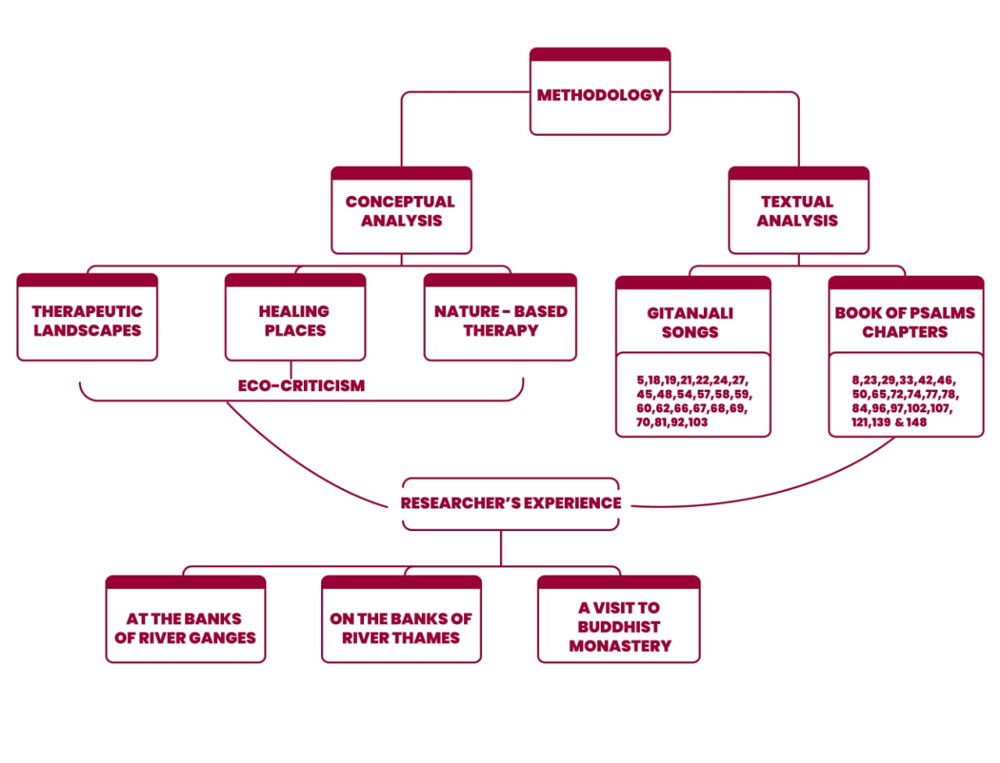 METHODOLOGY
CONCEPTUAL
ANALYSIS
TEXTUAL
ANALYSIS
THERAPEUTIC
LANDSCAPES
HEALING
PLACES
NATURE - BASED
THERAPY
GITANJALI
SONGS
BOOK OF PSALMS
CHAPTERS
ECO-CRITICISM
5,18,19,21,22,24,27,
45,48,54,57,58,59,
60,62,66,67,68,69,
70,81,92,103
8,23,29,33,42,46,
50,65,72,74,77,78,
84,96,97,102,107,
121,139 & 148
RESEARCHER'S EXPERIENCE
AT THE BANKS
OF RIVER GANGES
ON THE BANKS OF
RIVER THAMES
A VISIT TO
BUDDHIST
MONASTERY